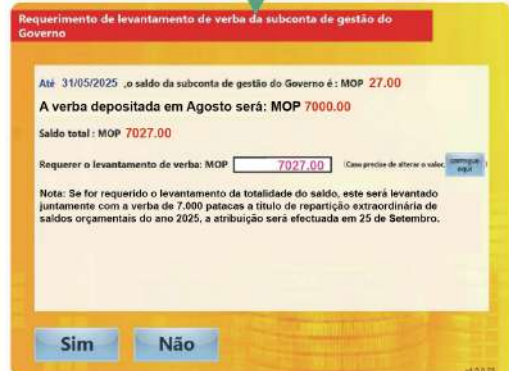 Requerimento de levantamento de verba da subconta de gestão do
Governo
Até 31/05/2025 ,o saldo da subconta de gestão do Governo é : MOP 27.00
A verba depositada em Agosto será: MOP 7000.00
Saldo total : MOP 7027.00
Requerer o levantamento de verba: MOP 7027.00 (Caso precise de alterar o valor, carregue
aqui )
Nota: Se for requerido o levantamento da totalidade do saldo, este será levantado
juntamente com a verba de 7.000 patacas a título de repartição extraordinária de
saldos orçamentais do ano 2025, a atribuição será efectuada em 25 de Setembro.
Sim Não